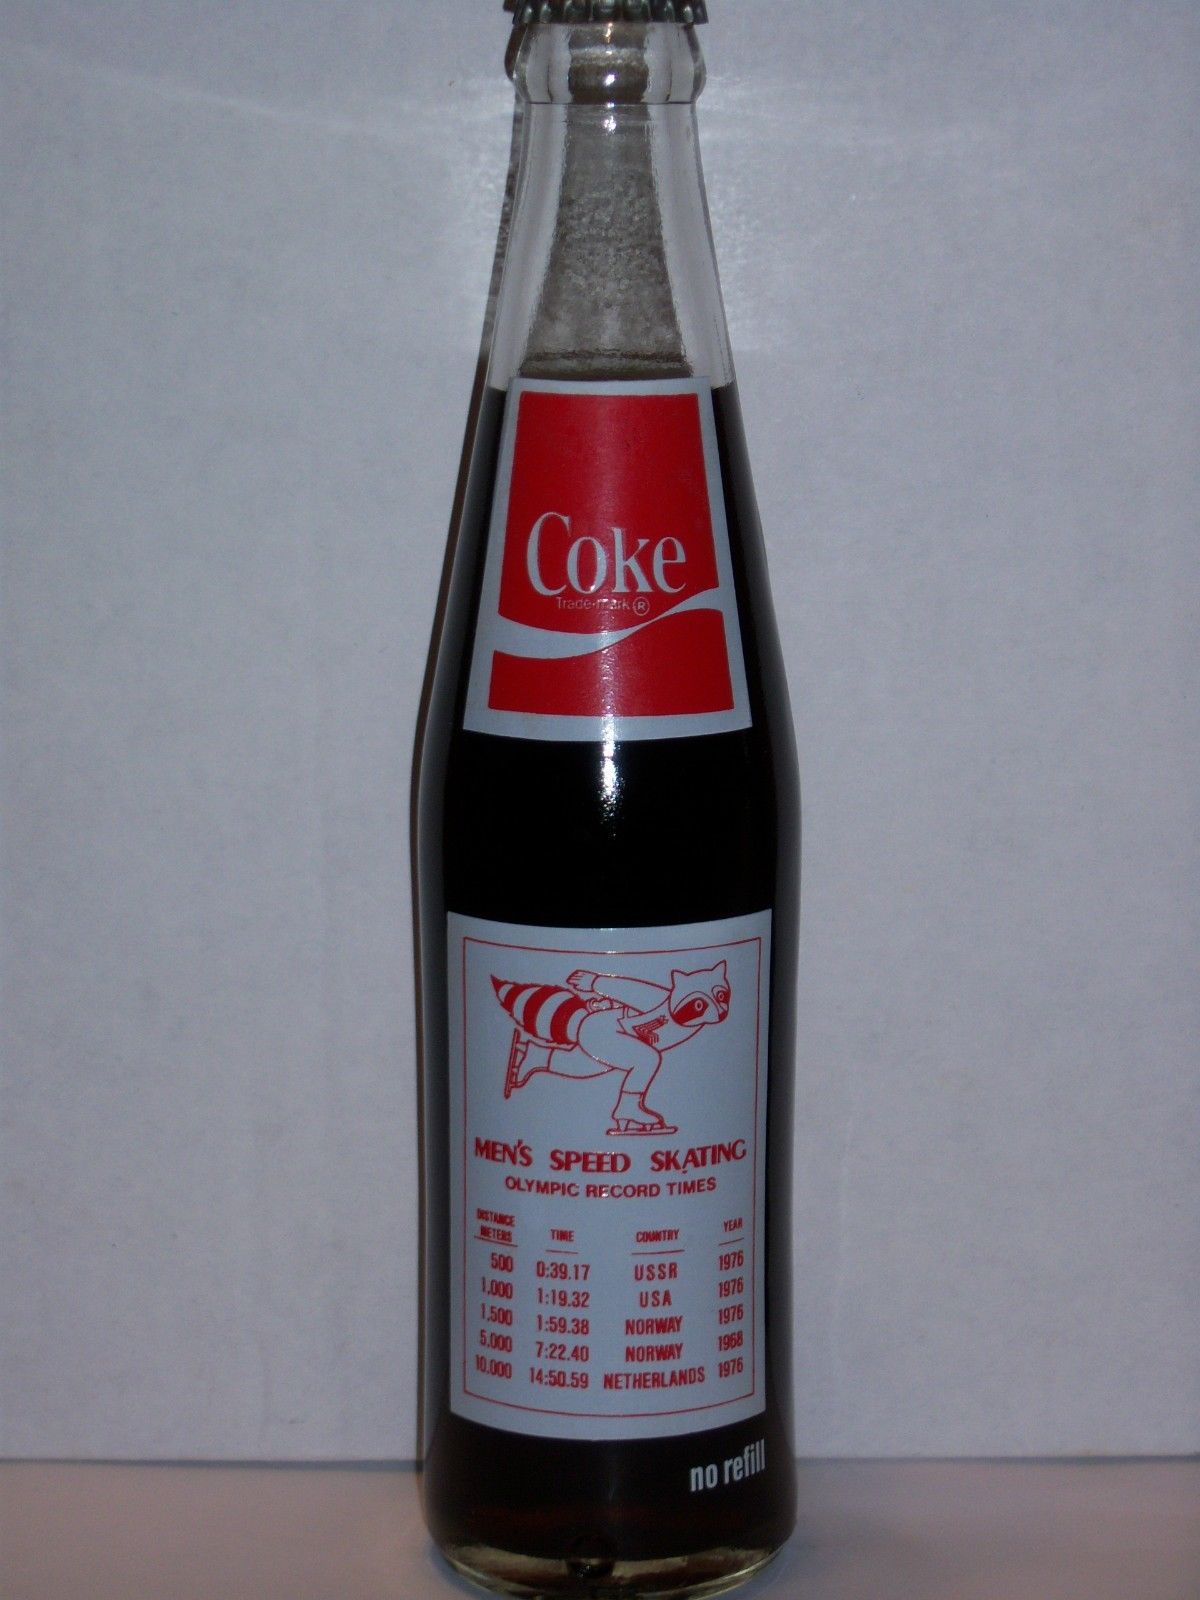 Coke
Trade-mark ®
MEN'S SPEED SKATING
OLYMPIC RECORD TIMES
DISTANCE METERS TIME COUNTRY YEAR
500 0:39.17 USSR 1976
1,000 1:19.32 USA 1976
1,500 1:59.38 NORWAY 1976
5,000 7:22.40 NORWAY 1968
10,000 14:50.59 NETHERLANDS 1976
no refill